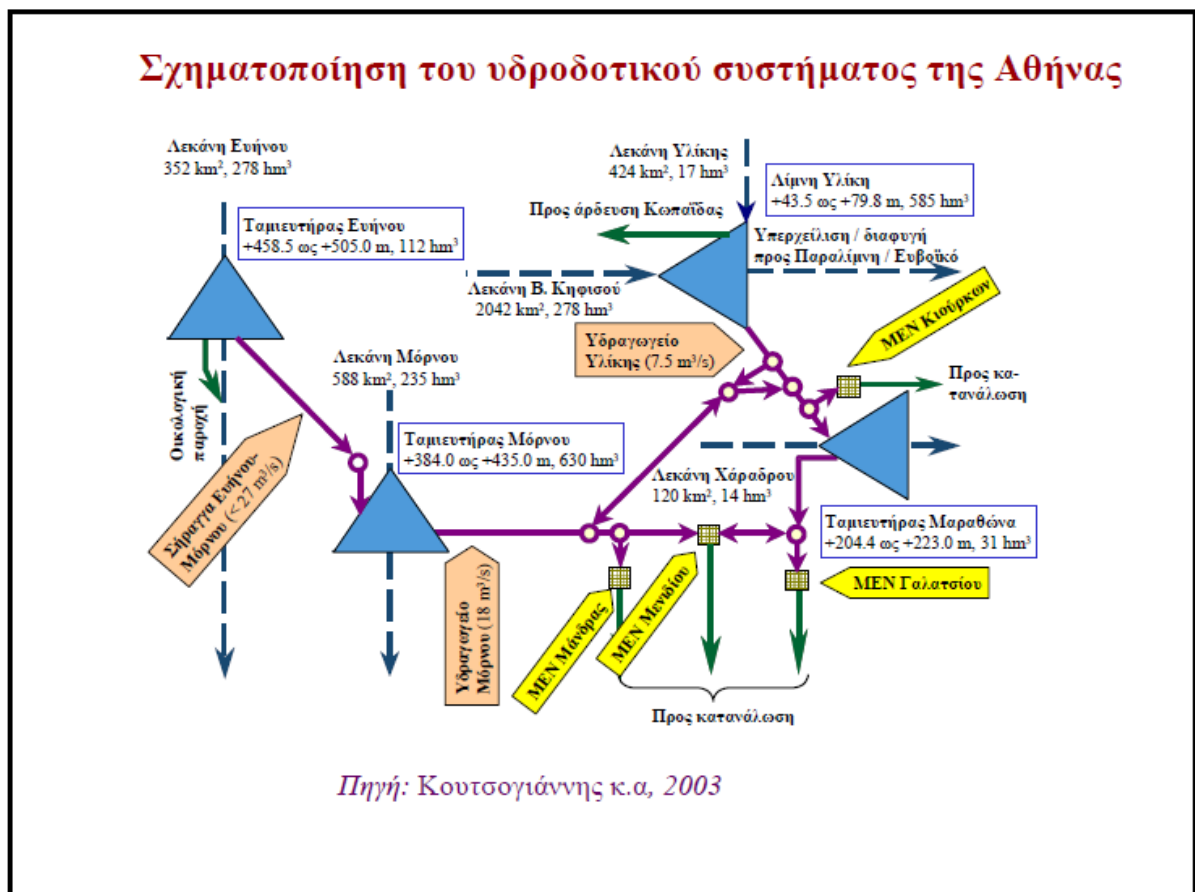 Σχηματοποίηση του υδροδοτικού συστήματος της Αθήνας
Λεκάνη Ευήνου
352 km², 278 hm³
Ταμιευτήρας Ευήνου
+458.5 ως +505.0 m, 112 hm³
Οικολογική
παροχή
Σήραγγα Ευήνου-
Μόρνου (< 27 m³/s)
Λεκάνη Μόρνου
588 km², 235 hm³
Ταμιευτήρας Μόρνου
+384.0 ως +435.0 m, 630 hm³
Υδραγωγείο
Μόρνου (18 m³/s)
Λεκάνη Υλίκης
424 km², 17 hm³
Λίμνη Υλίκη
+43.5 ως +79.8 m, 585 hm³
Προς άρδευση Κωπαΐδας
Υπερχείλιση / διαφυγή
προς Παραλίμνη / Ευβοϊκό
Λεκάνη Β. Κηφισού
2042 km², 278 hm³
Υδραγωγείο
Υλίκης (7.5 m³/s)
ΜΕΝ Κιούρκων
Προς κα-
τανάλωση
Λεκάνη Χάραδρου
120 km², 14 hm³
Ταμιευτήρας Μαραθώνα
+204.4 ως +223.0 m, 31 hm³
ΜΕΝ Μάνδρας
ΜΕΝ Μενιδίου
ΜΕΝ Γαλατσίου
Προς κατανάλωση
Πηγή: Κουτσογιάννης κ.α, 2003